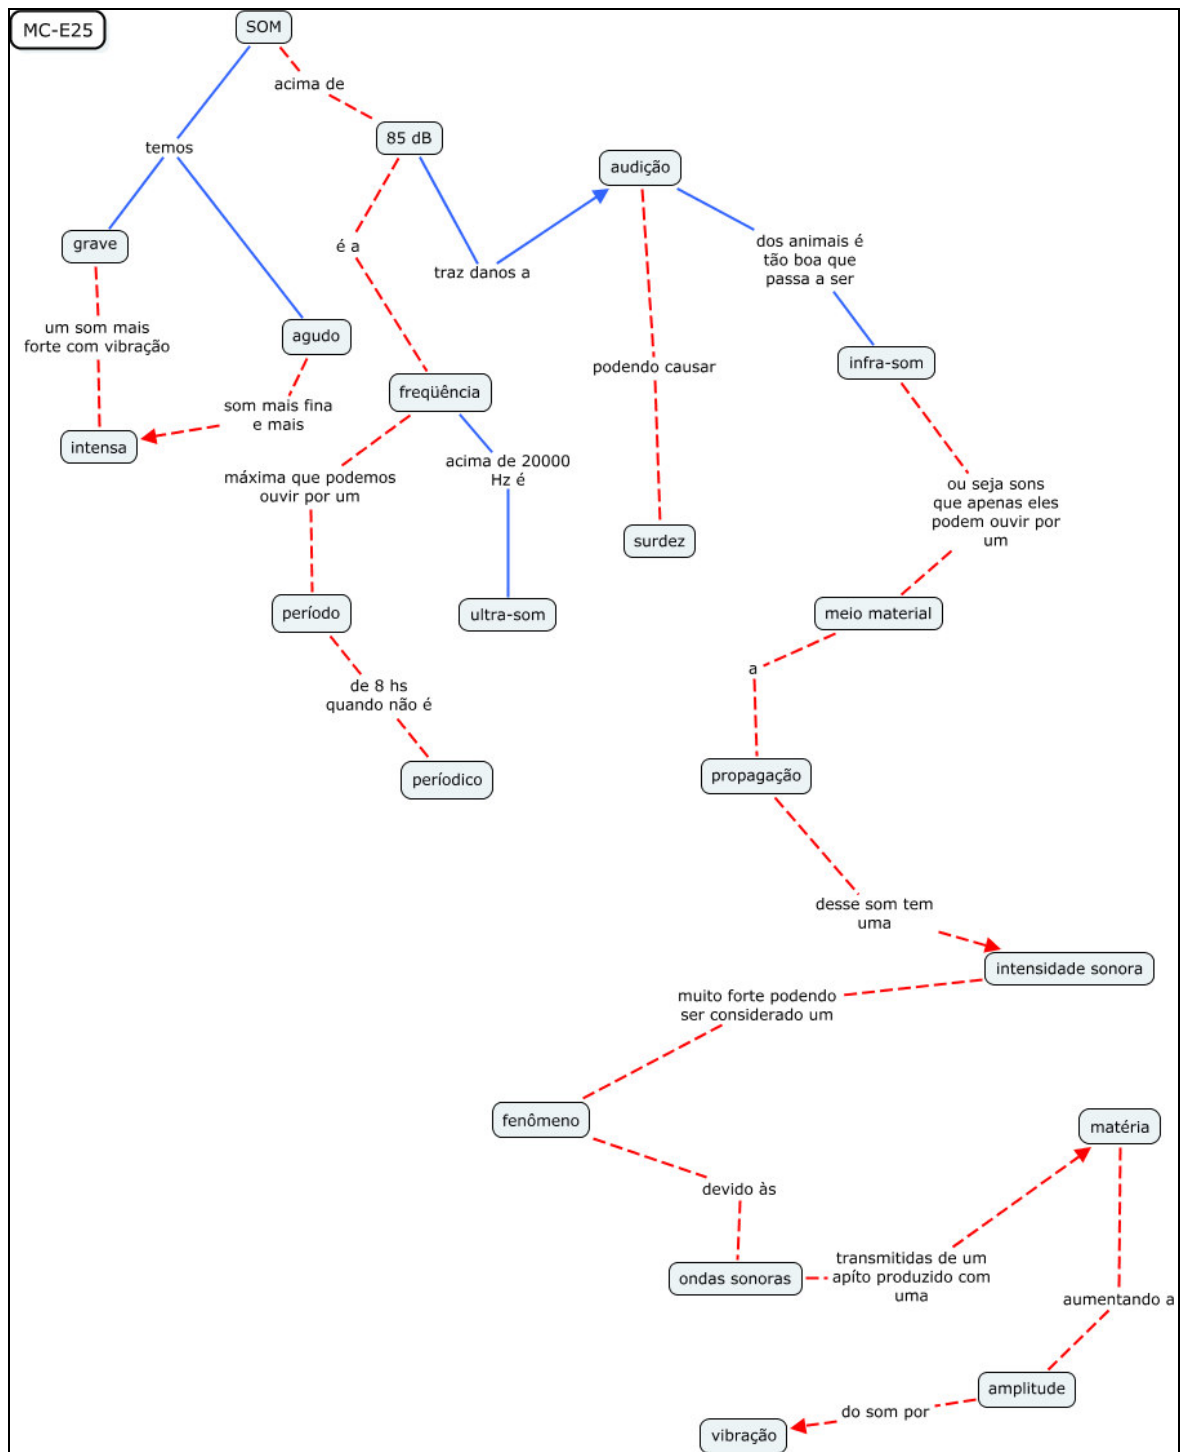 MC-E25
SOM
acima de
85 dB
temos
audição
grave
é a
traz danos a
dos animais é
tão boa que
passa a ser
um som mais
forte com vibração
agudo
infra-som
podendo causar
freqüência
som mais fina
e mais
intensa
acima de 20000
Hz é
máxima que podemos
ouvir por um
ou seja sons
que apenas eles
podem ouvir por
um
surdez
período
ultra-som
meio material
a
de 8 hs
quando não é
períodico
propagação
desse som tem
uma
intensidade sonora
muito forte podendo
ser considerado um
fenômeno
matéria
devido às
ondas sonoras
transmitidas de um
apíto produzido com
uma
aumentando a
amplitude
do som por
vibração